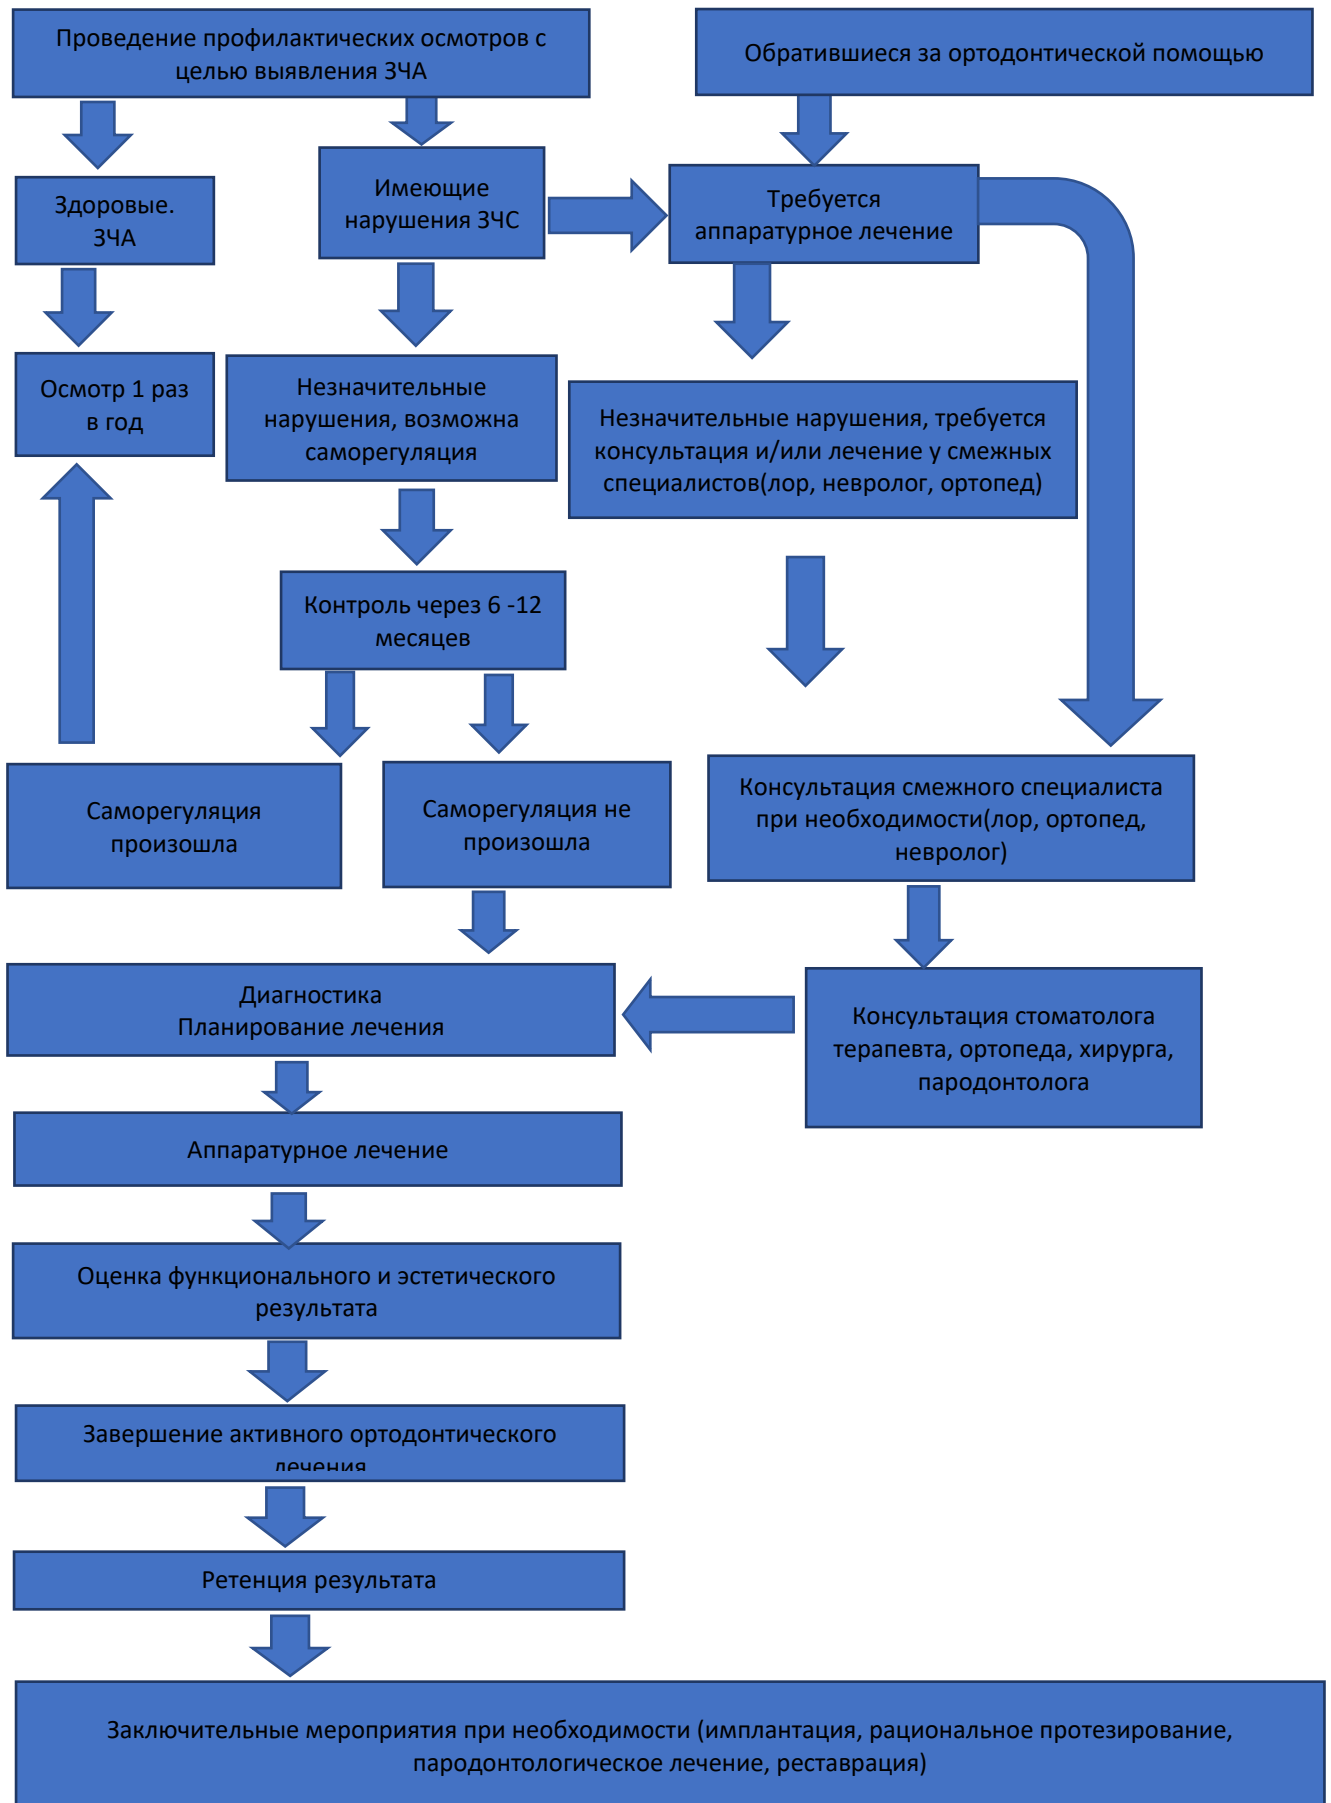 Проведение профилактических осмотров с
целью выявления ЗЧА
Обратившиеся за ортодонтической помощью
Здоровые.
ЗЧА
Имеющие
нарушения ЗЧС
Требуется
аппаратурное лечение
Осмотр 1 раз
в год
Незначительные
нарушения, возможна
саморегуляция
Незначительные нарушения, требуется
консультация и/или лечение у смежных
специалистов(лор, невролог, ортопед)
Контроль через 6 -12
месяцев
Саморегуляция
произошла
Саморегуляция не
произошла
Консультация смежного специалиста
при необходимости(лор, ортопед,
невролог)
Диагностика
Планирование лечения
Консультация стоматолога
терапевта, ортопеда, хирурга,
пародонтолога
Аппаратурное лечение
Оценка функционального и эстетического
результата
Завершение активного ортодонтического
лечения
Ретенция результата
Заключительные мероприятия при необходимости (имплантация, рациональное протезирование,
пародонтологическое лечение, реставрация)